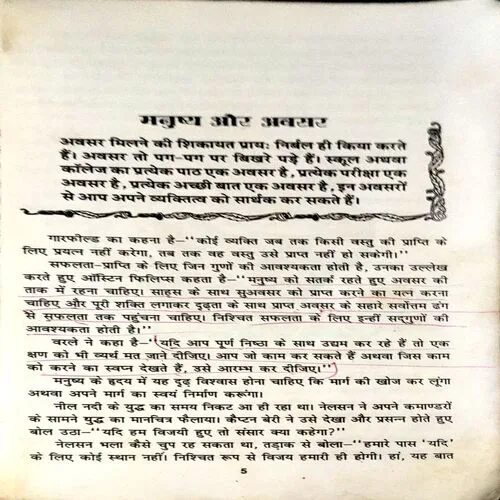 मनुष्य और अवसर
अवसर मिलने की शिकायत प्रायः निर्बल ही किया करते
हैं। अवसर तो पग-पग पर बिखरे पड़े हैं। स्कूल अथवा
कॉलेज का प्रत्येक पाठ एक अवसर है, प्रत्येक परीक्षा एक
अवसर है, प्रत्येक अच्छी बात एक अवसर है, इन अवसरों
से आप अपने व्यक्तित्व को सार्थक कर सकते हैं।
गारफील्ड का कहना है—"कोई व्यक्ति जब तक किसी वस्तु की प्राप्ति के
लिए प्रयत्न नहीं करेगा, तब तक वह वस्तु उसे प्राप्त नहीं हो सकेगी।"
सफलता-प्राप्ति के लिए जिन गुणों की आवश्यकता होती है, उनका उल्लेख
करते हुए ऑस्टिन फिलिप्स कहता है—"मनुष्य को सतर्क रहते हुए अवसर की
ताक में रहना चाहिए। साहस के साथ सुअवसर को प्राप्त करने का यत्न करना
चाहिए और पूरी शक्ति लगाकर दृढ़ता के साथ प्राप्त अवसर के सहारे सर्वोत्तम ढंग
से सफलता तक पहुंचना चाहिए। निश्चित सफलता के लिए इन्हीं सद्‌गुणों की
आवश्यकता होती है।"
वरले ने कहा है—"यदि आप पूर्ण निष्ठा के साथ उद्यम कर रहे हैं तो एक
क्षण को भी व्यर्थ मत जाने दीजिए। आप जो काम कर सकते हैं अथवा जिस काम
को करने का स्वप्न देखते हैं, उसे आरम्भ कर दीजिए।"
मनुष्य के हृदय में यह दृढ़ विश्वास होना चाहिए कि मार्ग की खोज कर लूंगा
अथवा अपने मार्ग का स्वयं निर्माण करूंगा।
नील नदी के युद्ध का समय निकट आ ही रहा था। नेलसन ने अपने कमाण्डरों
के सामने युद्ध का मानचित्र फैलाया। कैप्टन बेरी ने उसे देखा और प्रसन्न होते हुए
बोल उठा—"यदि हम विजयी हुए तो संसार क्या कहेगा?"
नेलसन भला कैसे चुप रह सकता था, तड़ाक से बोला—"हमारे पास 'यदि'
के लिए कोई स्थान नहीं। निश्चित रूप से विजय हमारी ही होगी। हां, यह बात
5